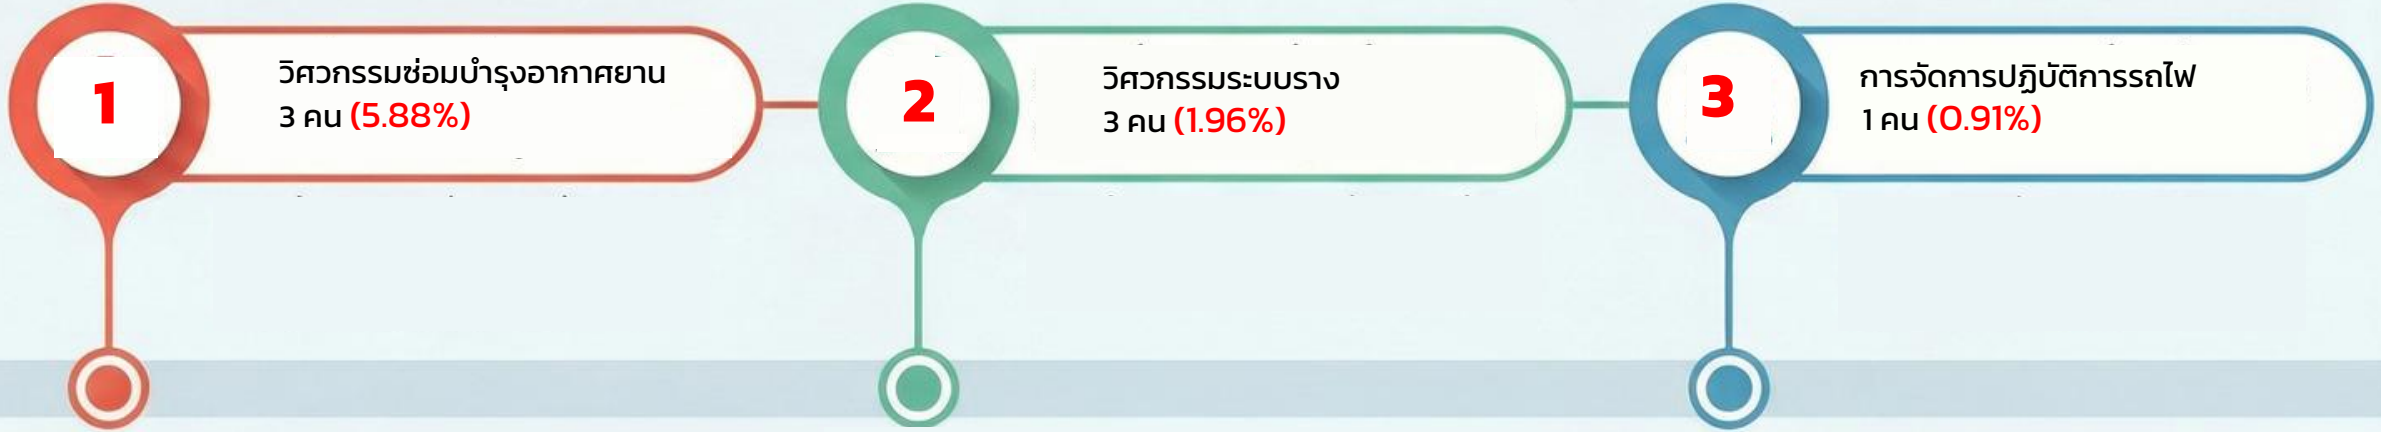 1
วิศวกรรมซ่อมบำรุงอากาศยาน
3 คน (5.88%)
2
วิศวกรรมระบบราง
3 คน (1.96%)
3
การจัดการปฏิบัติการรถไฟ
1 คน (0.91%)